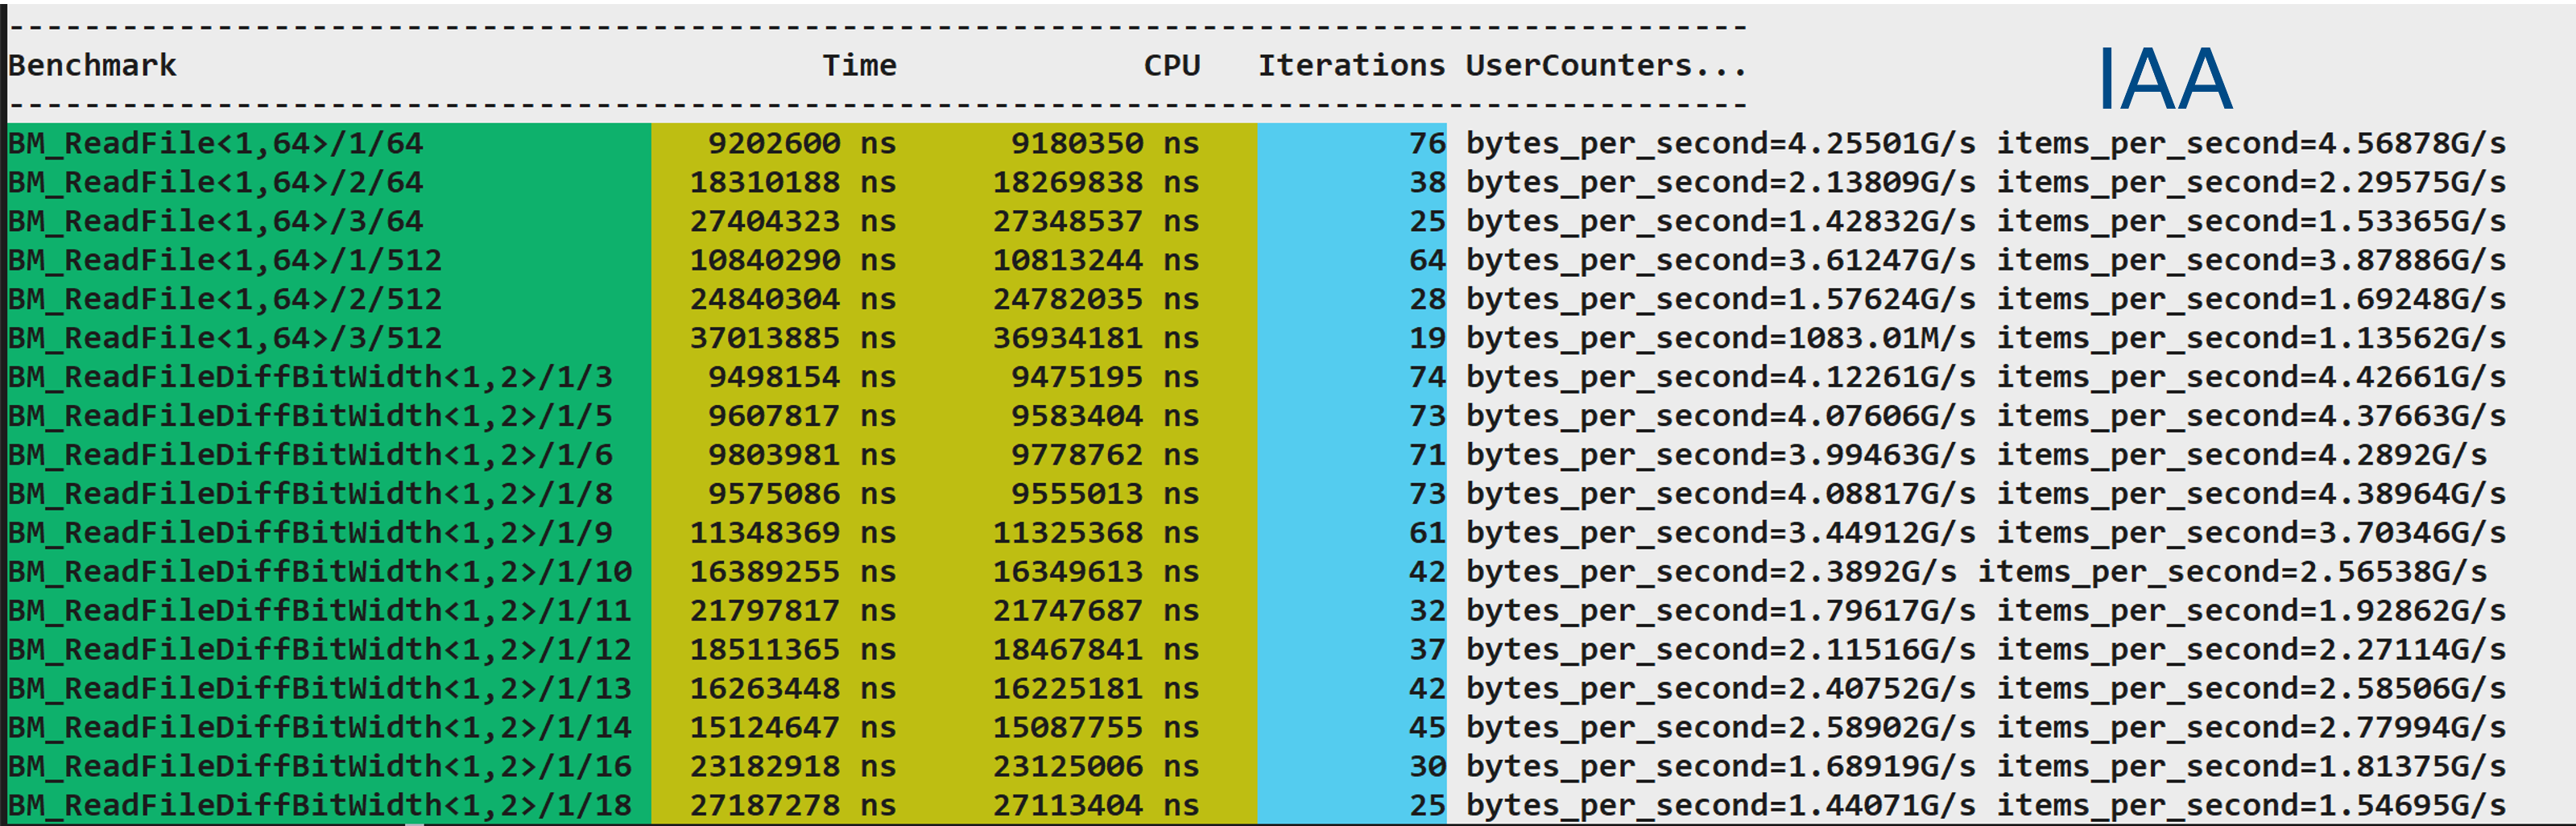 --------------------------------------------------------------------------------------------
Benchmark Time CPU Iterations UserCounters...
IAA
--------------------------------------------------------------------------------------------
BM_ReadFile<1,64>/1/64 9202600 ns 9180350 ns 76 bytes_per_second=4.25501G/s items_per_second=4.56878G/s
BM_ReadFile<1,64>/2/64 18310188 ns 18269838 ns 38 bytes_per_second=2.13809G/s items_per_second=2.29575G/s
BM_ReadFile<1,64>/3/64 27404323 ns 27348537 ns 25 bytes_per_second=1.42832G/s items_per_second=1.53365G/s
BM_ReadFile<1,64>/1/512 10840290 ns 10813244 ns 64 bytes_per_second=3.61247G/s items_per_second=3.87886G/s
BM_ReadFile<1,64>/2/512 24840304 ns 24782035 ns 28 bytes_per_second=1.57624G/s items_per_second=1.69248G/s
BM_ReadFile<1,64>/3/512 37013885 ns 36934181 ns 19 bytes_per_second=1083.01M/s items_per_second=1.13562G/s
BM_ReadFileDiffBitWidth<1,2>/1/3 9498154 ns 9475195 ns 74 bytes_per_second=4.12261G/s items_per_second=4.42661G/s
BM_ReadFileDiffBitWidth<1,2>/1/5 9607817 ns 9583404 ns 73 bytes_per_second=4.07606G/s items_per_second=4.37663G/s
BM_ReadFileDiffBitWidth<1,2>/1/6 9803981 ns 9778762 ns 71 bytes_per_second=3.99463G/s items_per_second=4.2892G/s
BM_ReadFileDiffBitWidth<1,2>/1/8 9575086 ns 9555013 ns 73 bytes_per_second=4.08817G/s items_per_second=4.38964G/s
BM_ReadFileDiffBitWidth<1,2>/1/9 11348369 ns 11325368 ns 61 bytes_per_second=3.44912G/s items_per_second=3.70346G/s
BM_ReadFileDiffBitWidth<1,2>/1/10 16389255 ns 16349613 ns 42 bytes_per_second=2.3892G/s items_per_second=2.56538G/s
BM_ReadFileDiffBitWidth<1,2>/1/11 21797817 ns 21747687 ns 32 bytes_per_second=1.79617G/s items_per_second=1.92862G/s
BM_ReadFileDiffBitWidth<1,2>/1/12 18511365 ns 18467841 ns 37 bytes_per_second=2.11516G/s items_per_second=2.27114G/s
BM_ReadFileDiffBitWidth<1,2>/1/13 16263448 ns 16225181 ns 42 bytes_per_second=2.40752G/s items_per_second=2.58506G/s
BM_ReadFileDiffBitWidth<1,2>/1/14 15124647 ns 15087755 ns 45 bytes_per_second=2.58902G/s items_per_second=2.77994G/s
BM_ReadFileDiffBitWidth<1,2>/1/16 23182918 ns 23125006 ns 30 bytes_per_second=1.68919G/s items_per_second=1.81375G/s
BM_ReadFileDiffBitWidth<1,2>/1/18 27187278 ns 27113404 ns 25 bytes_per_second=1.44071G/s items_per_second=1.54695G/s